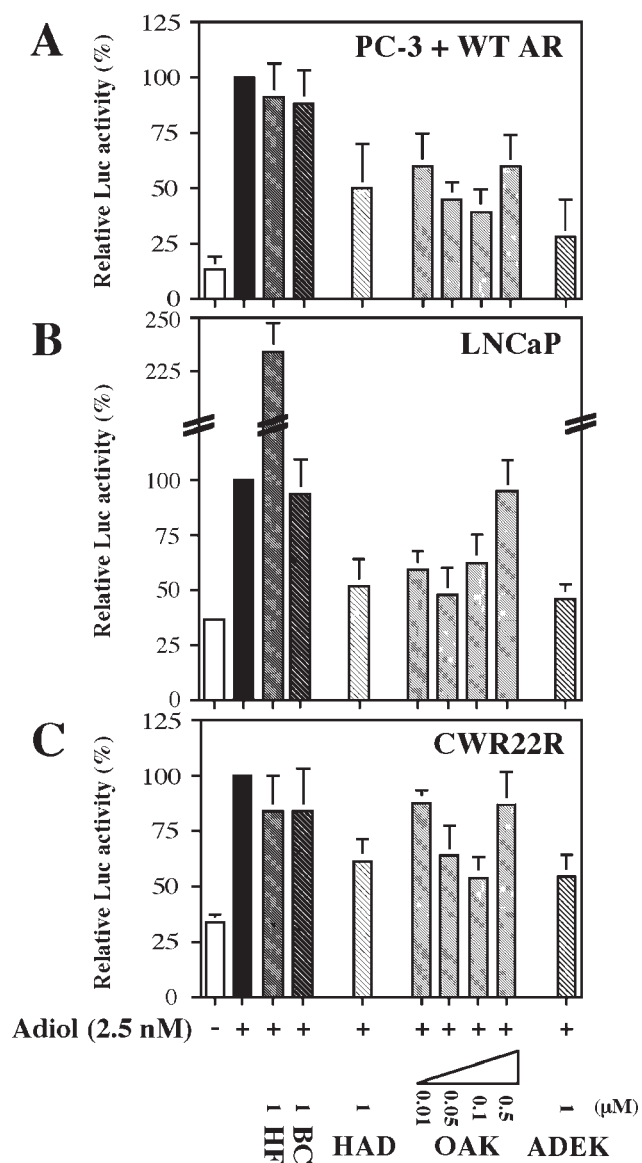 A
PC-3 + WT AR
Relative Luc activity (%)
125
100
75
50
25
0
B
LNCaP
Relative Luc activity (%)
250
225
100
75
50
25
0
C
CWR22R
Relative Luc activity (%)
125
100
75
50
25
0
Adiol (2.5 nM) - + + + + + + + + +
1 1 1 0.01 0.05 0.1 0.5 1 (μM)
HF BC HAD OAK ADEK